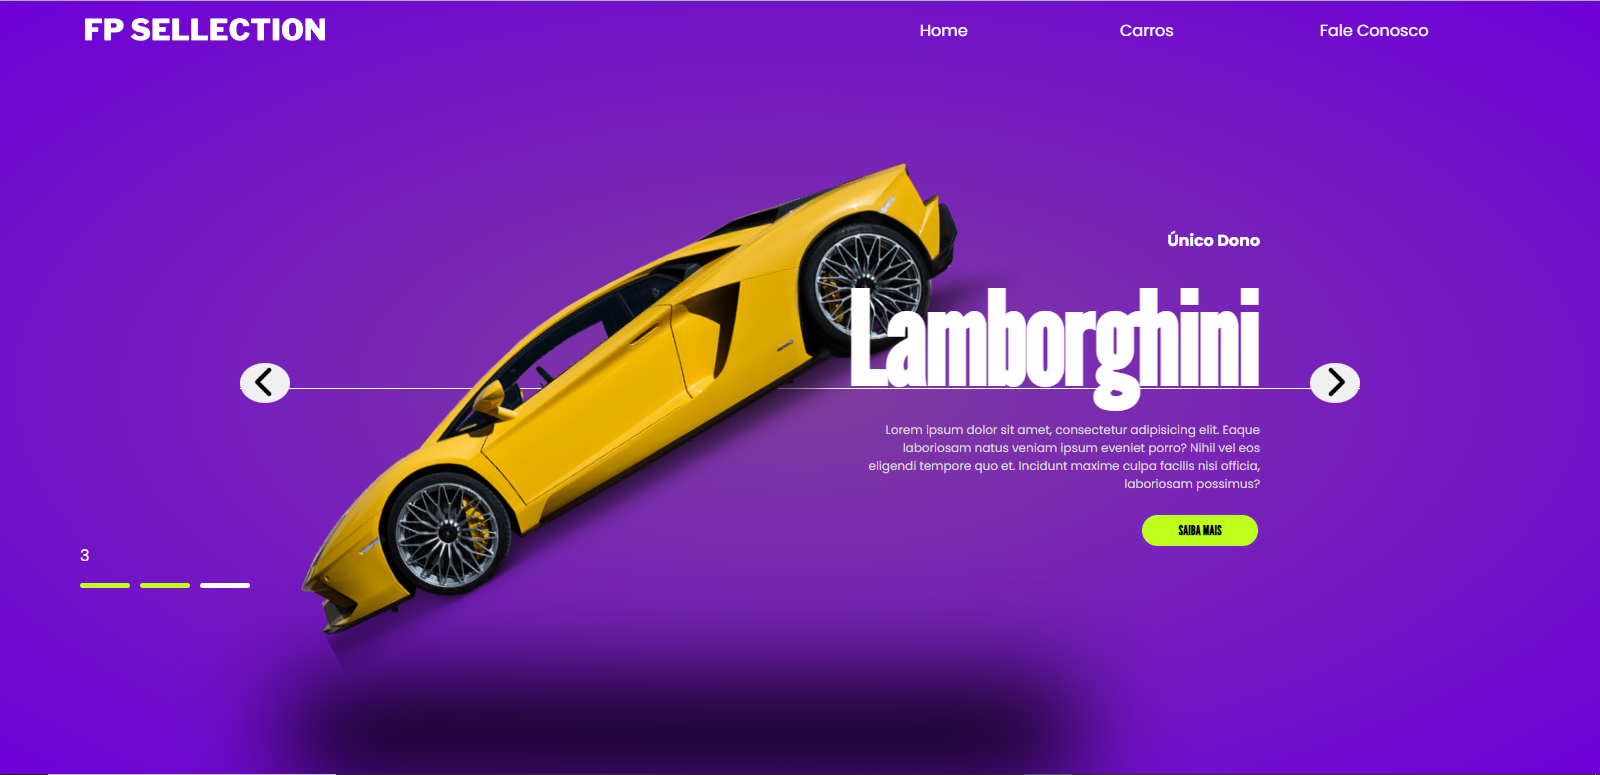 FP SELLECTION
Home
Carros
Fale Conosco
Único Dono
Lamborghini
Lorem ipsum dolor sit amet, consectetur adipisicing elit. Eaque
laboriosam natus veniam ipsum eveniet porro? Nihil vel eos
eligendi tempore quo et. Incidunt maxime culpa facilis nisi officia,
laboriosam possimus?
SAIBA MAIS
3